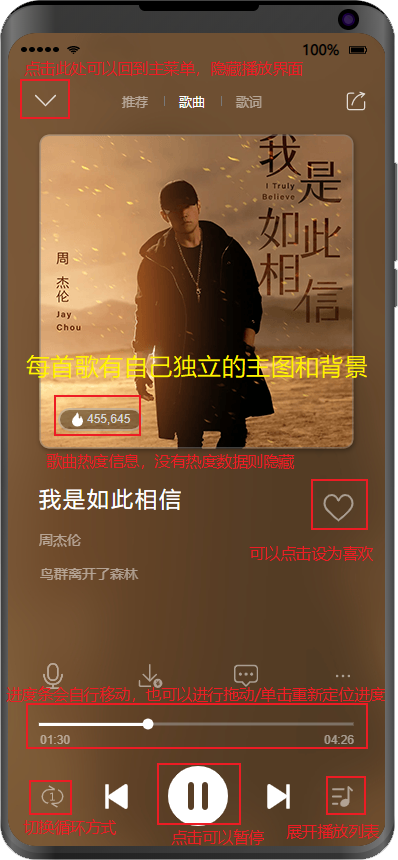 100%
点击此处可以回到主菜单，隐藏播放界面
推荐 | 歌曲 | 歌词
我是
I Truly
Believe
如此
相信
周
杰
伦
Jay
Chou
每首歌有自己独立的主图和背景
455,645
歌曲热度信息，没有热度数据则隐藏
我是如此相信
周杰伦
可以点击设为喜欢
鸟群离开了森林
进度条会自行移动，也可以进行拖动/单击重新定位进度
01:30
04:26
1
切换循环方式
点击可以暂停
展开播放列表